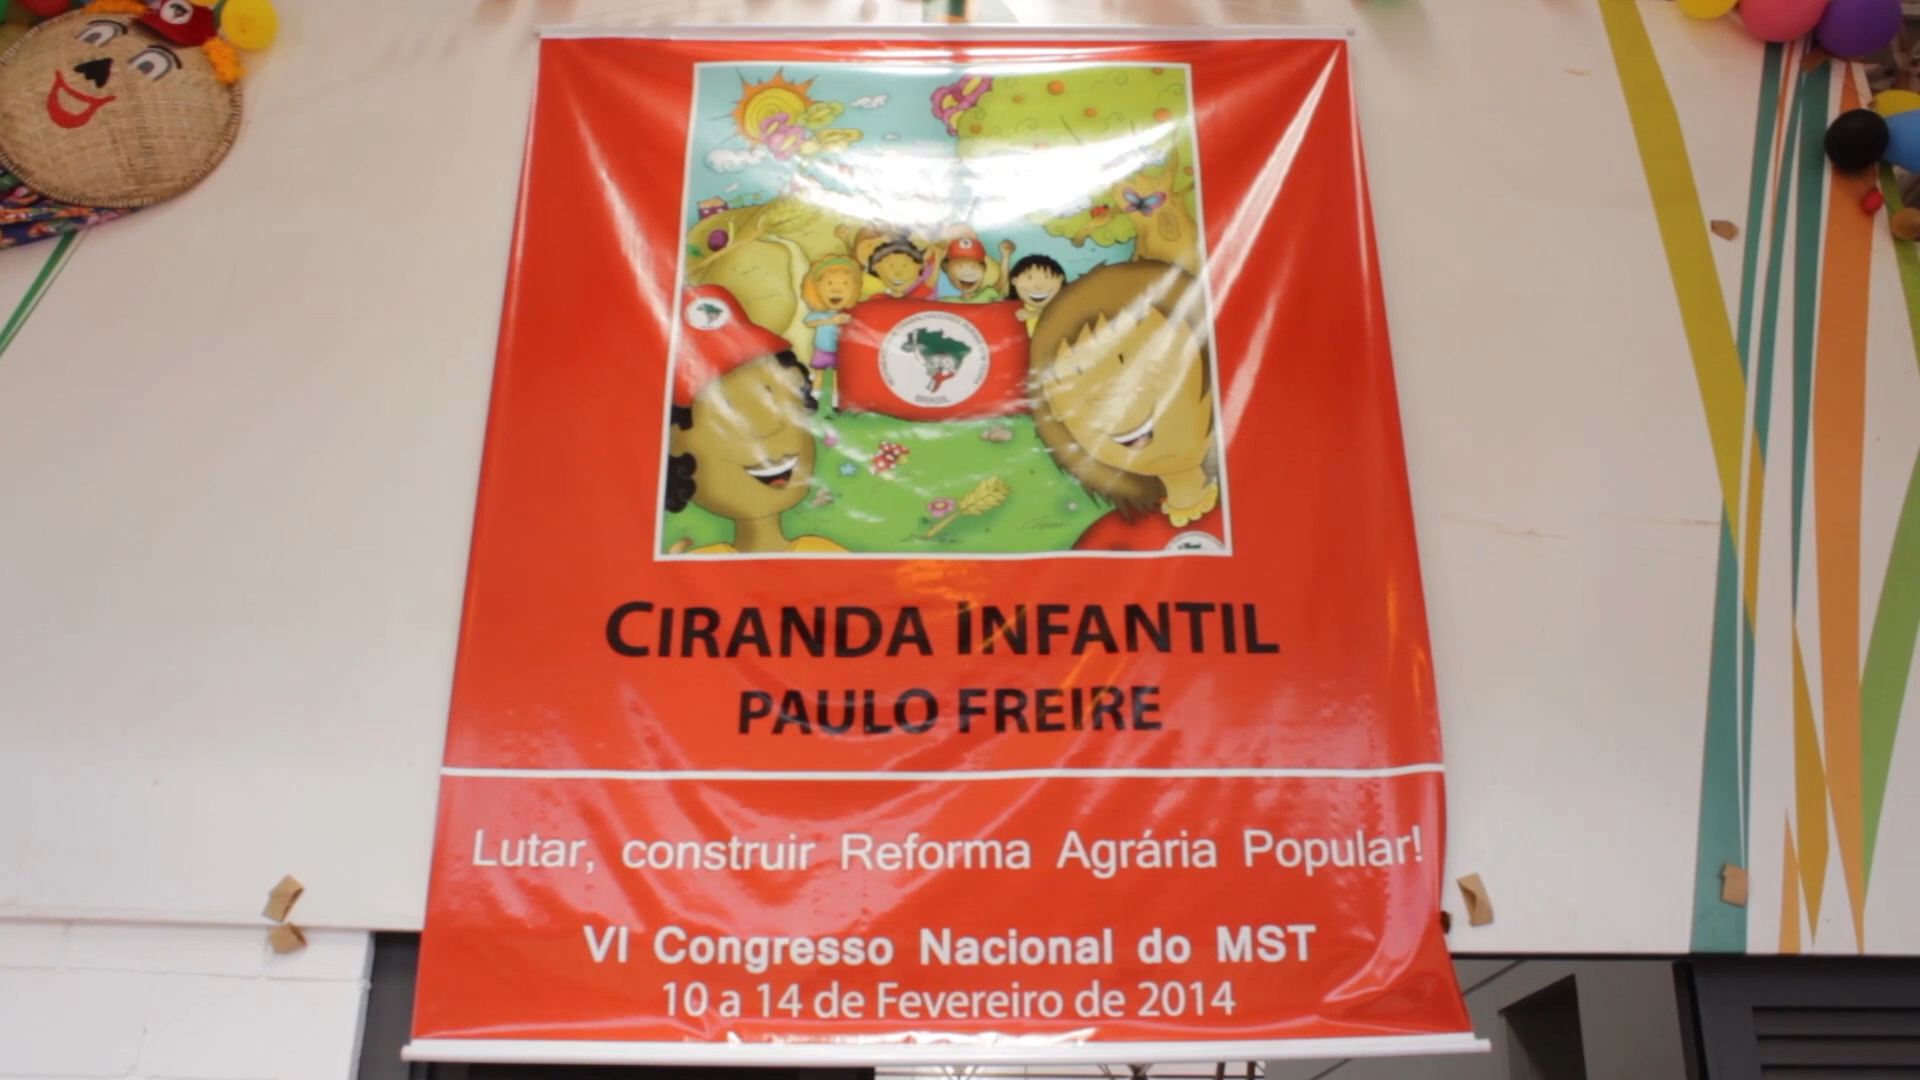 BRASIL
CIRANDA INFANTIL
PAULO FREIRE
Lutar, construir Reforma Agrária Popular!
VI Congresso Nacional do MST
10 a 14 de Fevereiro de 2014